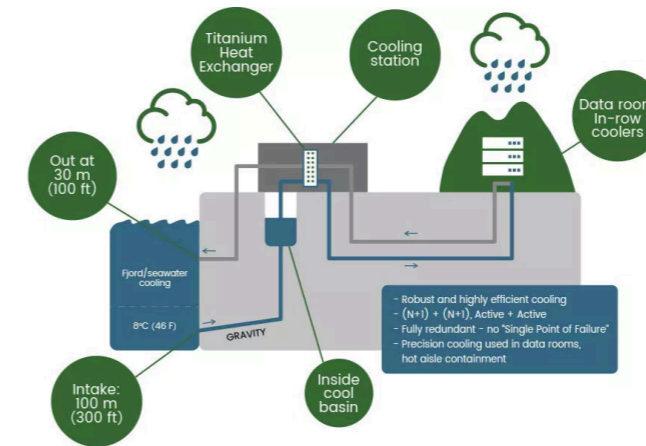 Titanium
Heat
Exchanger
Cooling
station
Data room
In-row
coolers
Out at
30 m
(100 ft)
Fjord/seawater
cooling
8ºC (46 F)
GRAVITY
Intake:
100 m
(300 ft)
Inside
cool
basin
- Robust and highly efficient cooling
- (N+1) + (N+1), Active + Active
- Fully redundant - no "Single Point of Failure"
- Precision cooling used in data rooms,
hot aisle containment